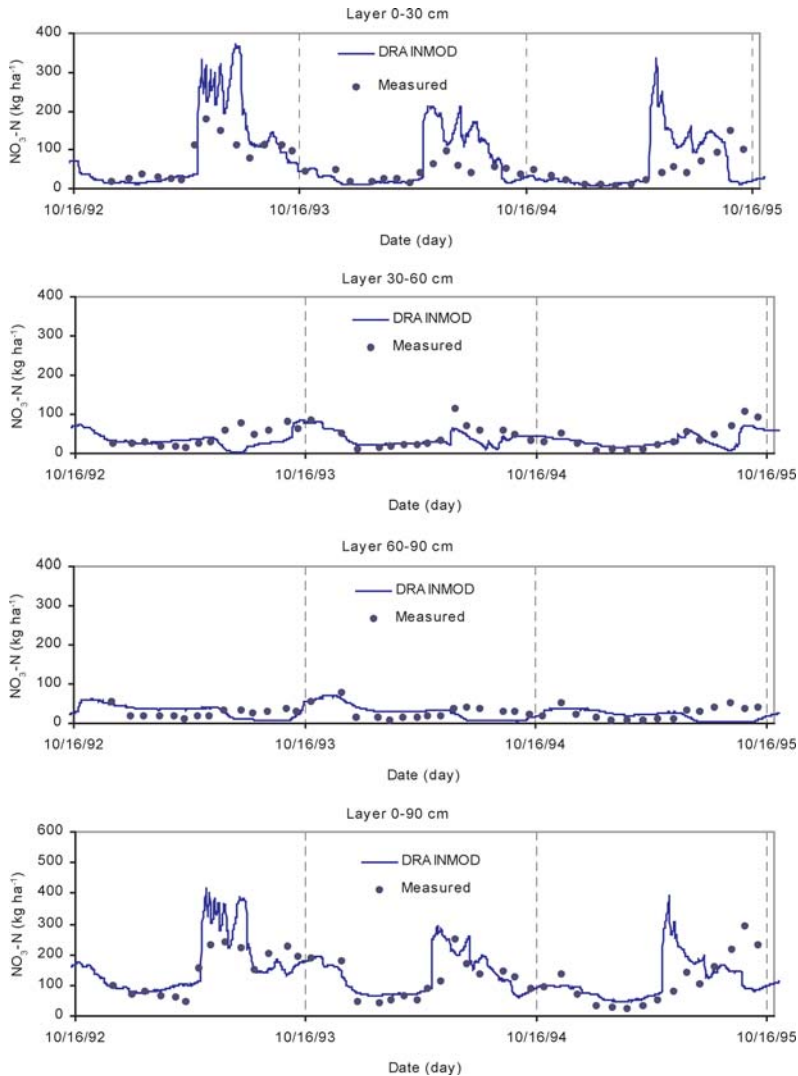 Layer 0-30 cm
NO3-N (kg ha-1)
400
300
200
100
0
DRAINMOD
Measured
10/16/92
10/16/93
10/16/94
10/16/95
Date (day)
Layer 30-60 cm
NO3-N (kg ha-1)
400
300
200
100
0
DRAINMOD
Measured
10/16/92
10/16/93
10/16/94
10/16/95
Date (day)
Layer 60-90 cm
NO3-N (kg ha-1)
400
300
200
100
0
DRAINMOD
Measured
10/16/92
10/16/93
10/16/94
10/16/95
Date (day)
Layer 0-90 cm
NO3-N (kg ha-1)
600
500
400
300
200
100
0
DRAINMOD
Measured
10/16/92
10/16/93
10/16/94
10/16/95
Date (day)